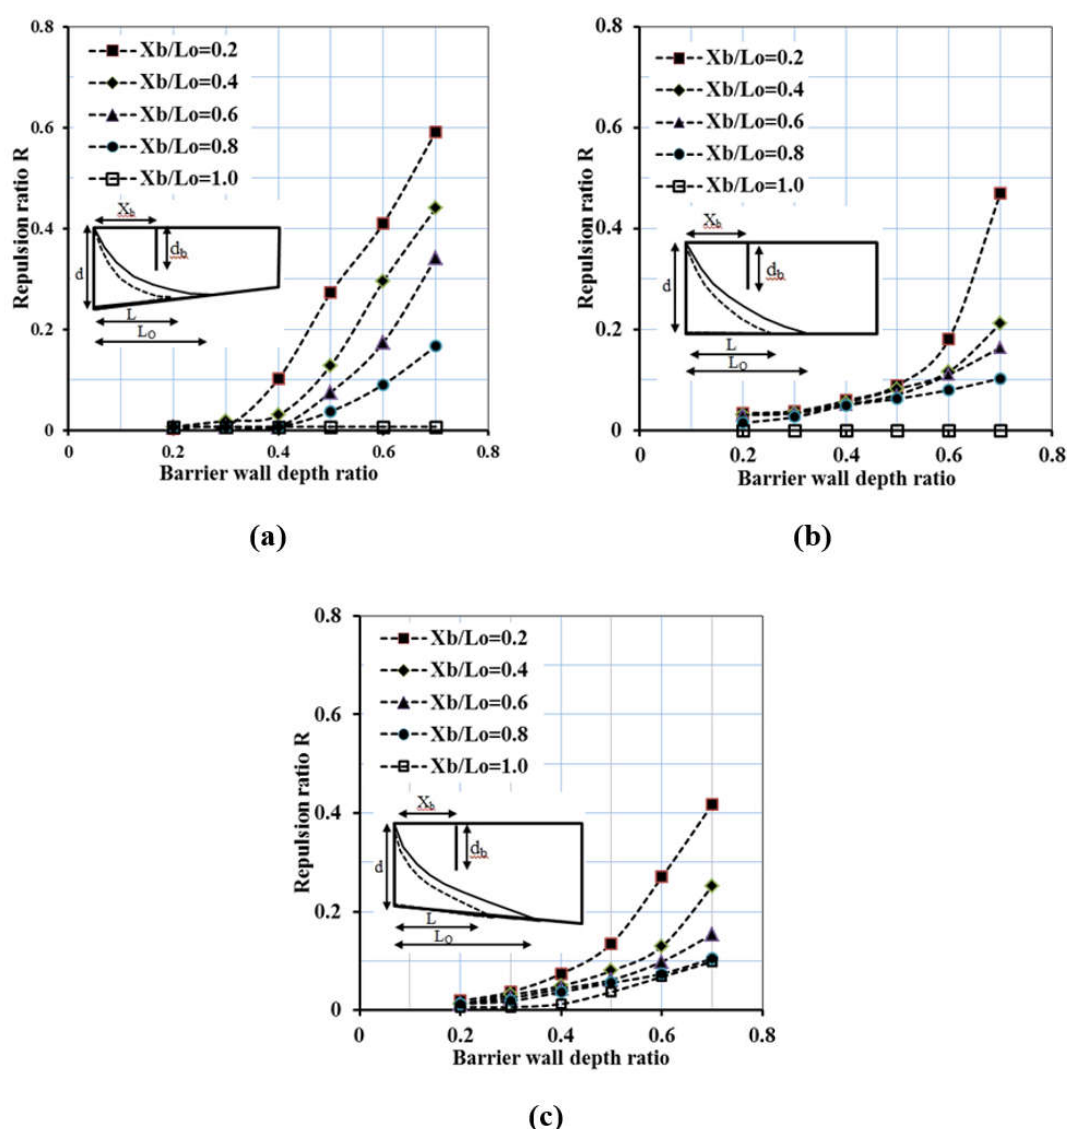 0.8
0.6
0.4
0.2
0
Repulsion ratio R
Xb/Lo=0.2
Xb/Lo=0.4
Xb/Lo=0.6
Xb/Lo=0.8
Xb/Lo=1.0
Xb
db
d
L
LO
0 0.2 0.4 0.6 0.8
Barrier wall depth ratio
(a)
0.8
0.6
0.4
0.2
0
Repulsion ratio R
Xb/Lo=0.2
Xb/Lo=0.4
Xb/Lo=0.6
Xb/Lo=0.8
Xb/Lo=1.0
Xb
db
d
L
LO
0 0.2 0.4 0.6 0.8
Barrier wall depth ratio
(b)
0.8
0.6
0.4
0.2
0
Repulsion ratio R
Xb/Lo=0.2
Xb/Lo=0.4
Xb/Lo=0.6
Xb/Lo=0.8
Xb/Lo=1.0
Xb
db
d
L
LO
0 0.2 0.4 0.6 0.8
Barrier wall depth ratio
(c)